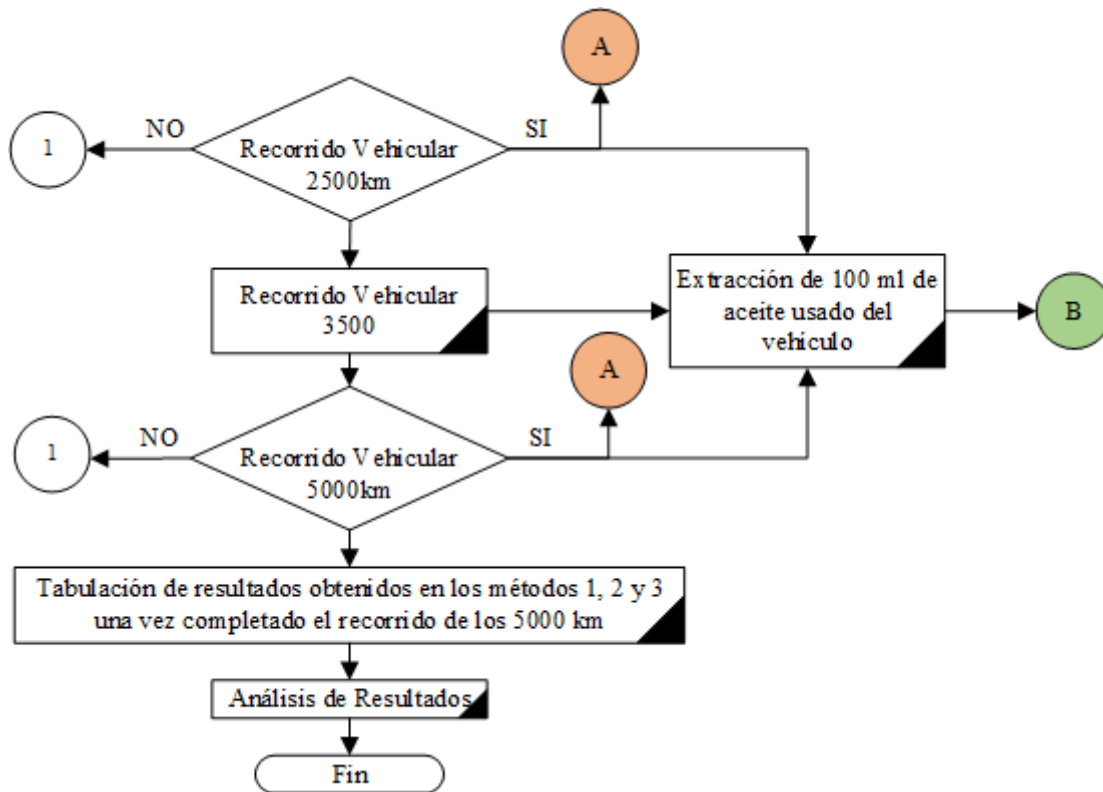 A
1
NO
SI
Recorrido Vehicular
2500km
Recorrido Vehicular
3500
Extracción de 100 ml de
aceite usado del
vehiculo
B
A
1
NO
SI
Recorrido Vehicular
5000km
Tabulación de resultados obtenidos en los métodos 1, 2 y 3
una vez completado el recorrido de los 5000 km
Análisis de Resultados
Fin